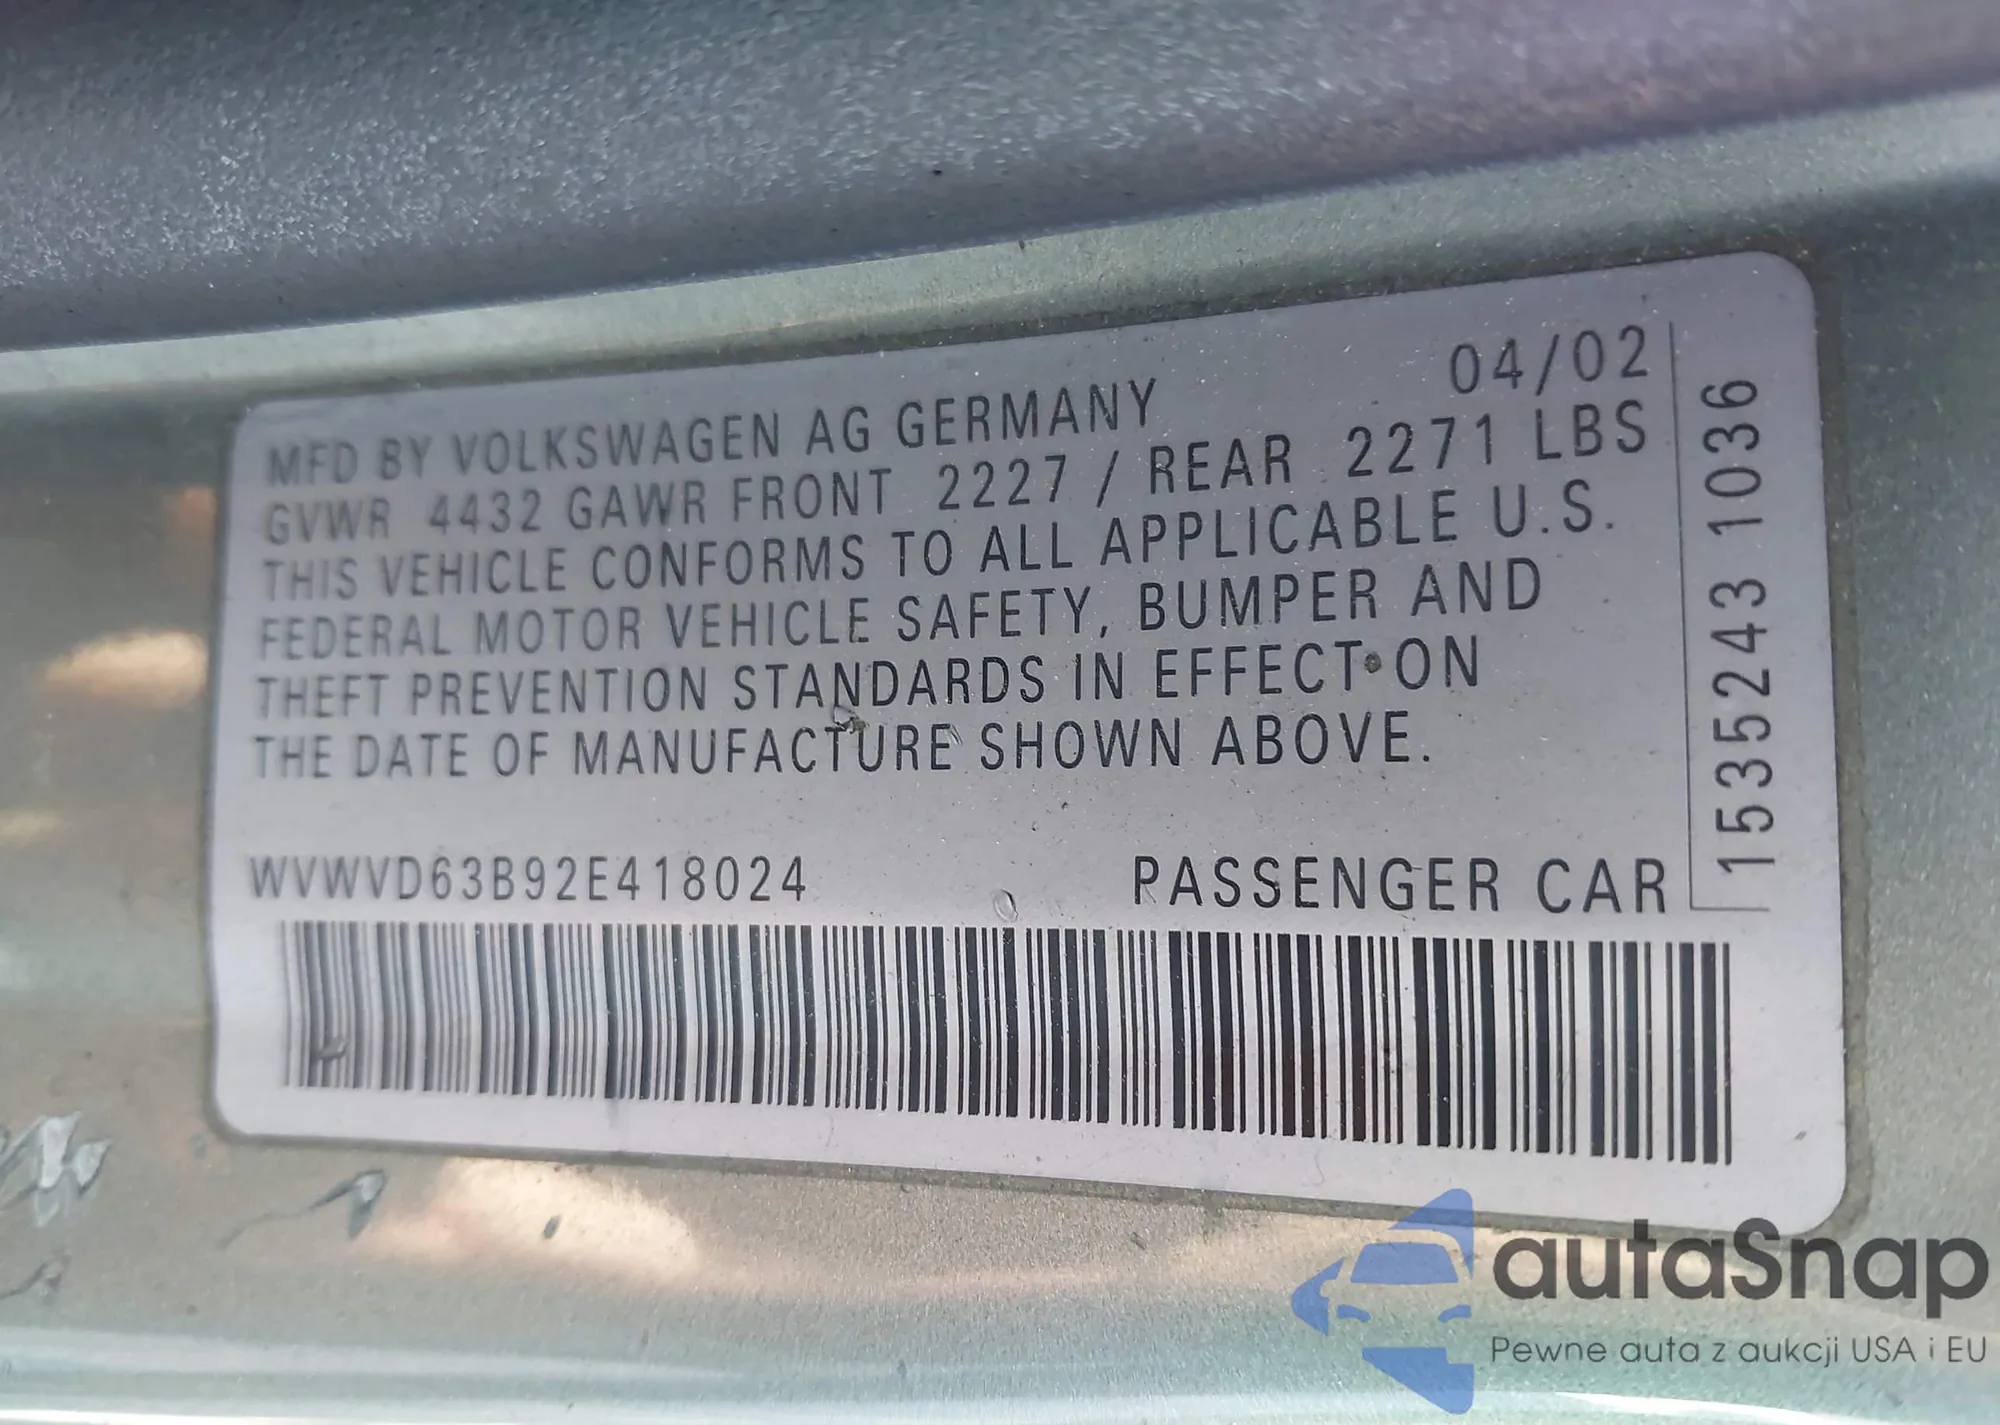 MFD BY VOLKSWAGEN AG GERMANY 04/02
GVWR 4432 GAWR FRONT 2227 / REAR 2271 LBS
THIS VEHICLE CONFORMS TO ALL APPLICABLE U.S.
FEDERAL MOTOR VEHICLE SAFETY, BUMPER AND
THEFT PREVENTION STANDARDS IN EFFECT ON
THE DATE OF MANUFACTURE SHOWN ABOVE.
WVWVD63B92E418024 PASSENGER CAR
1535243 1036
autaSnap
Pewne auta z aukcji USA i EU